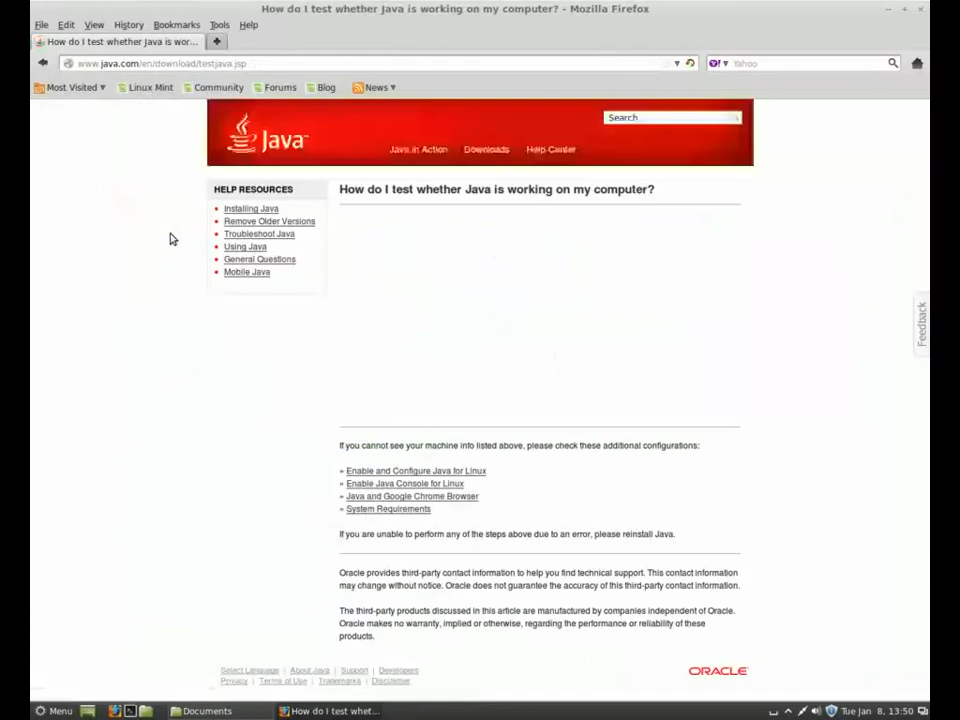 How do I test whether Java is working on my computer? - Mozilla Firefox
File Edit View History Bookmarks Tools Help
How do I test whether Java is wor...
www.java.com/en/download/testjava.jsp
Yahoo
Most Visited Linux Mint Community Forums Blog News
Java™
Search
Java in Action Downloads Help Center
HELP RESOURCES
Installing Java
Remove Older Versions
Troubleshoot Java
Using Java
General Questions
Mobile Java
How do I test whether Java is working on my computer?
Feedback
If you cannot see your machine info listed above, please check these additional configurations:
» Enable and Configure Java for Linux
» Enable Java Console for Linux
» Java and Google Chrome Browser
» System Requirements
If you are unable to perform any of the steps above due to an error, please reinstall Java.
Oracle provides third-party contact information to help you find technical support. This contact information
may change without notice. Oracle does not guarantee the accuracy of this third-party contact information.
The third-party products discussed in this article are manufactured by companies independent of Oracle.
Oracle makes no warranty, implied or otherwise, regarding the performance or reliability of these
products.
Select Language | About Java | Support | Developers
Privacy | Terms of Use | Trademarks | Disclaimer
ORACLE
Menu Documents How do I test whet... Tue Jan 8, 13:50